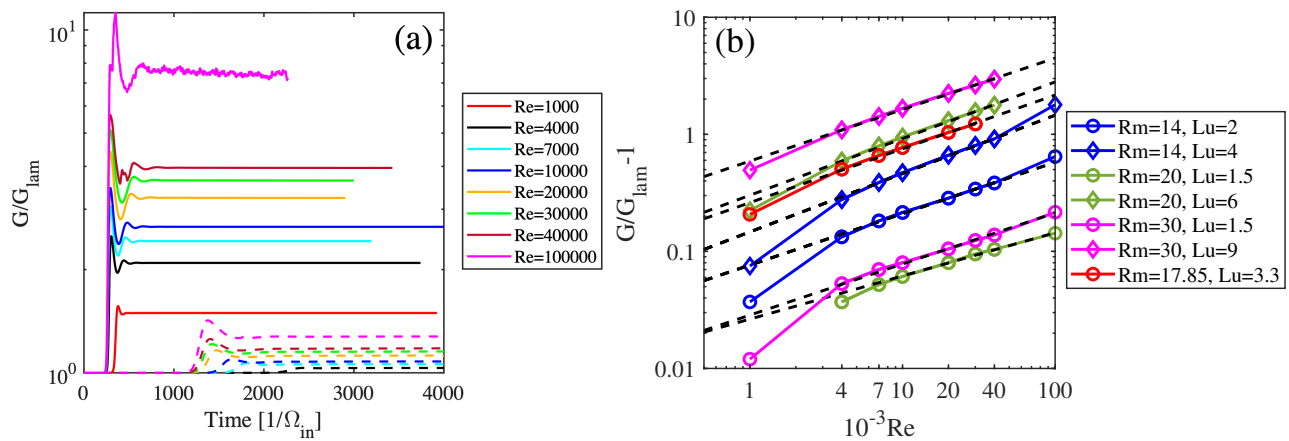 (a)
G/G_lam
10^1
10^0
0 1000 2000 3000 4000
Time [1/Ω_in]
Re=1000
Re=4000
Re=7000
Re=10000
Re=20000
Re=30000
Re=40000
Re=100000
(b)
G/G_lam -1
10
1
0.1
0.01
1 4 7 10 20 40 100
10^-3Re
Rm=14, Lu=2
Rm=14, Lu=4
Rm=20, Lu=1.5
Rm=20, Lu=6
Rm=30, Lu=1.5
Rm=30, Lu=9
Rm=17.85, Lu=3.3